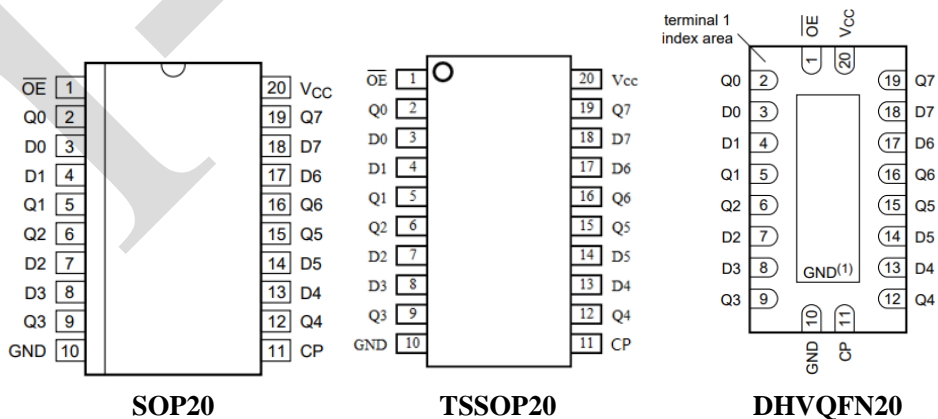 OE 1 20 VCC
Q0 2 19 Q7
D0 3 18 D7
D1 4 17 D6
Q1 5 16 Q6
Q2 6 15 Q5
D2 7 14 D5
D3 8 13 D4
Q3 9 12 Q4
GND 10 11 CP
SOP20
OE 1 20 Vcc
Q0 2 19 Q7
D0 3 18 D7
D1 4 17 D6
Q1 5 16 Q6
Q2 6 15 Q5
D2 7 14 D5
D3 8 13 D4
Q3 9 12 Q4
GND 10 11 CP
TSSOP20
terminal 1
index area
OE VCC
1 20
Q0 2 19 Q7
D0 3 18 D7
D1 4 17 D6
Q1 5 16 Q6
Q2 6 15 Q5
D2 7 14 D5
D3 8 GND(1) 13 D4
Q3 9 12 Q4
10 11
GND CP
DHVQFN20